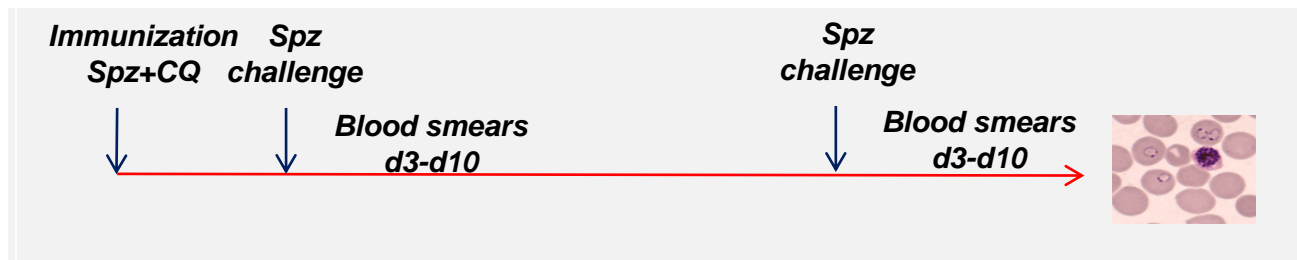 Immunization
Spz+CQ
Spz
challenge
Blood smears
d3-d10
Spz
challenge
Blood smears
d3-d10